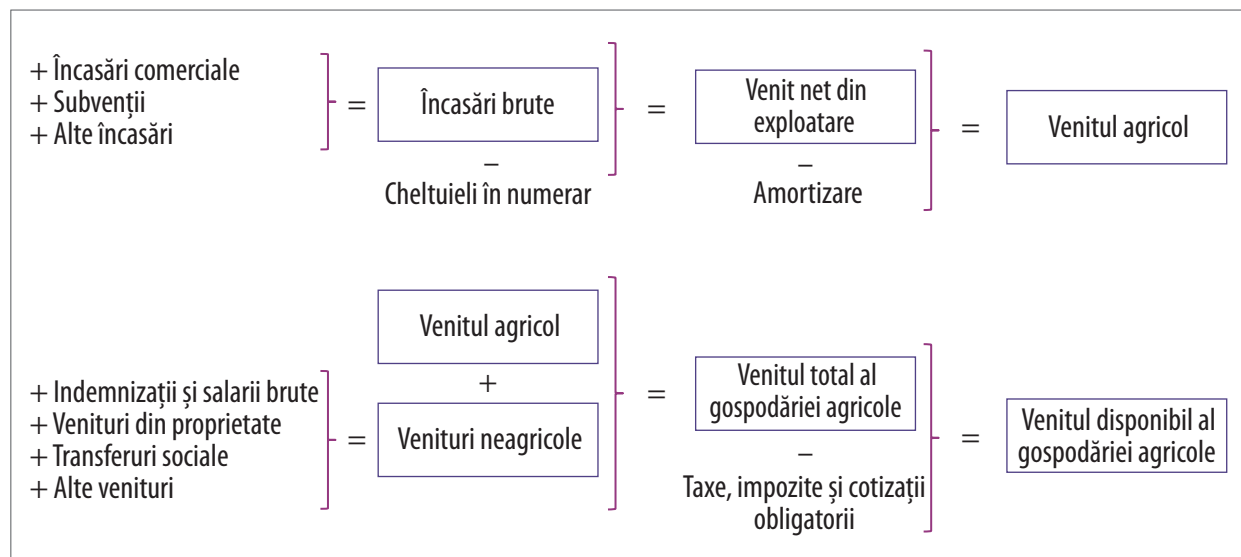 + Încasări comerciale
+ Subvenții
+ Alte încasări
=
Încasări brute
–
Cheltuieli în numerar
=
Venit net din
exploatare
–
Amortizare
=
Venitul agricol
+ Indemnizații și salarii brute
+ Venituri din proprietate
+ Transferuri sociale
+ Alte venituri
=
Venitul agricol
+
Venituri neagricole
=
Venitul total al
gospodăriei agricole
–
Taxe, impozite și cotizații
obligatorii
=
Venitul disponibil al
gospodăriei agricole